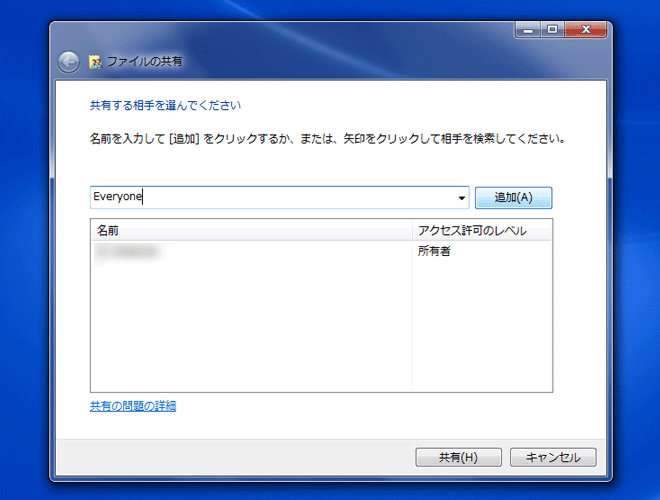 ファイルの共有
共有する相手を選んでください
名前を入力して [追加] をクリックするか、または、矢印をクリックして相手を検索してください。
Everyone
追加(A)
名前
アクセス許可のレベル
所有者
共有の問題の詳細
共有(H)
キャンセル